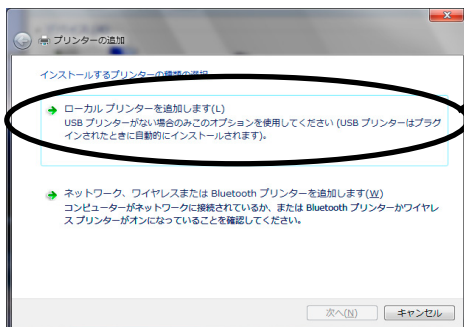 プリンターの追加
インストールするプリンターの種類の選択
ローカル プリンターを追加します(L)
USB プリンターがない場合のみこのオプションを使用してください (USB プリンターはプラグ
インされたときに自動的にインストールされます)。
ネットワーク、ワイヤレスまたは Bluetooth プリンターを追加します(W)
コンピューターがネットワークに接続されているか、または Bluetooth プリンターかワイヤレ
ス プリンターがオンになっていることを確認してください。
次へ(N)
キャンセル